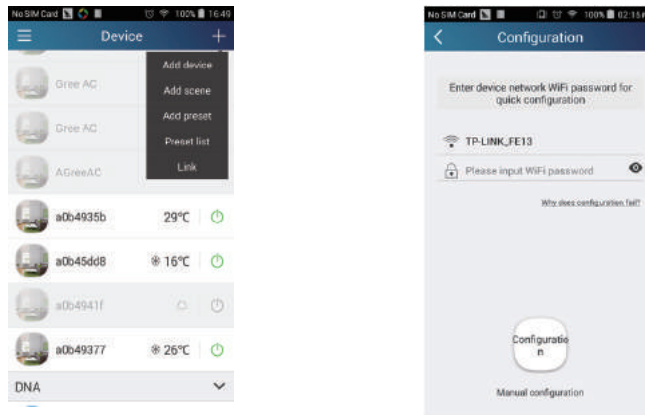 No SIM Card 100% 16:49
Device
Add device
Gree AC
Add scene
Add preset
Gree AC
Preset list
AGreeAC
Link
a0b4935b 29°C
a0b45dd8 16°C
a0b4941f
a0b49377 26°C
DNA
No SIM Card 100% 02:15
Configuration
Enter device network WiFi password for
quick configuration
TP-LINK_FE13
Please input WiFi password
Why does configuration fail?
Configuratio
n
Manual configuration